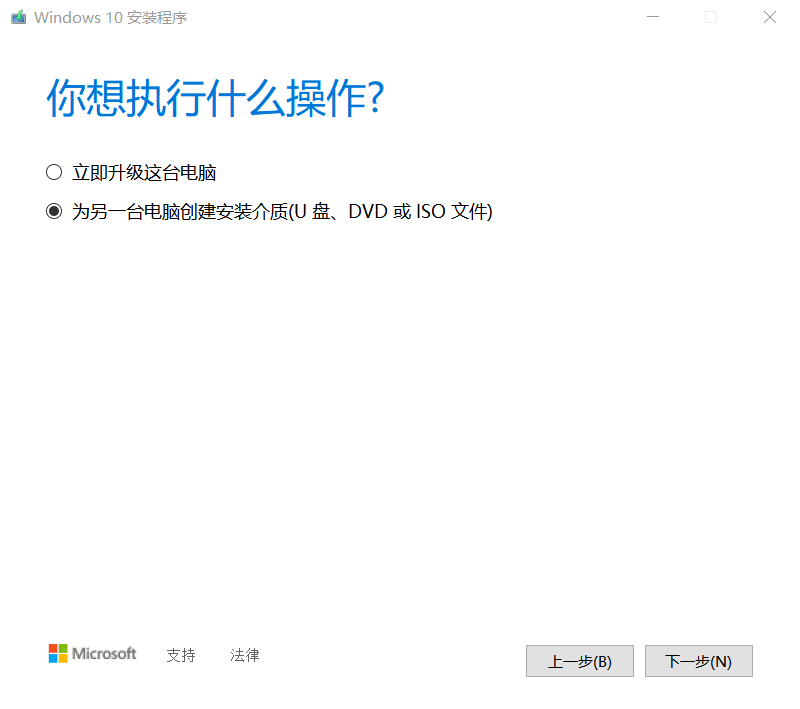 Windows 10 安装程序
你想执行什么操作?
立即升级这台电脑
为另一台电脑创建安装介质(U 盘、DVD 或 ISO 文件)
Microsoft 支持 法律 上一步(B) 下一步(N)